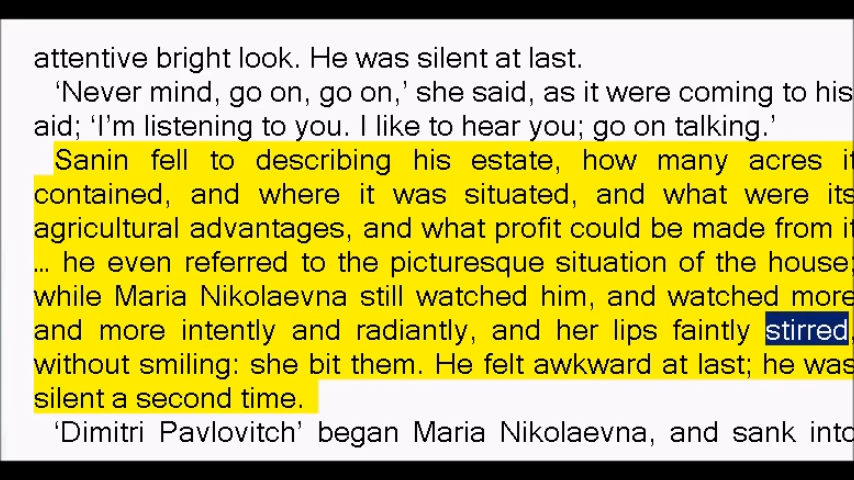 attentive bright look. He was silent at last.
‘Never mind, go on, go on,’ she said, as it were coming to his
aid; ‘I’m listening to you. I like to hear you; go on talking.’
Sanin fell to describing his estate, how many acres it
contained, and where it was situated, and what were its
agricultural advantages, and what profit could be made from it
... he even referred to the picturesque situation of the house;
while Maria Nikolaevna still watched him, and watched more
and more intently and radiantly, and her lips faintly stirred,
without smiling: she bit them. He felt awkward at last; he was
silent a second time.
‘Dimitri Pavlovitch’ began Maria Nikolaevna, and sank into